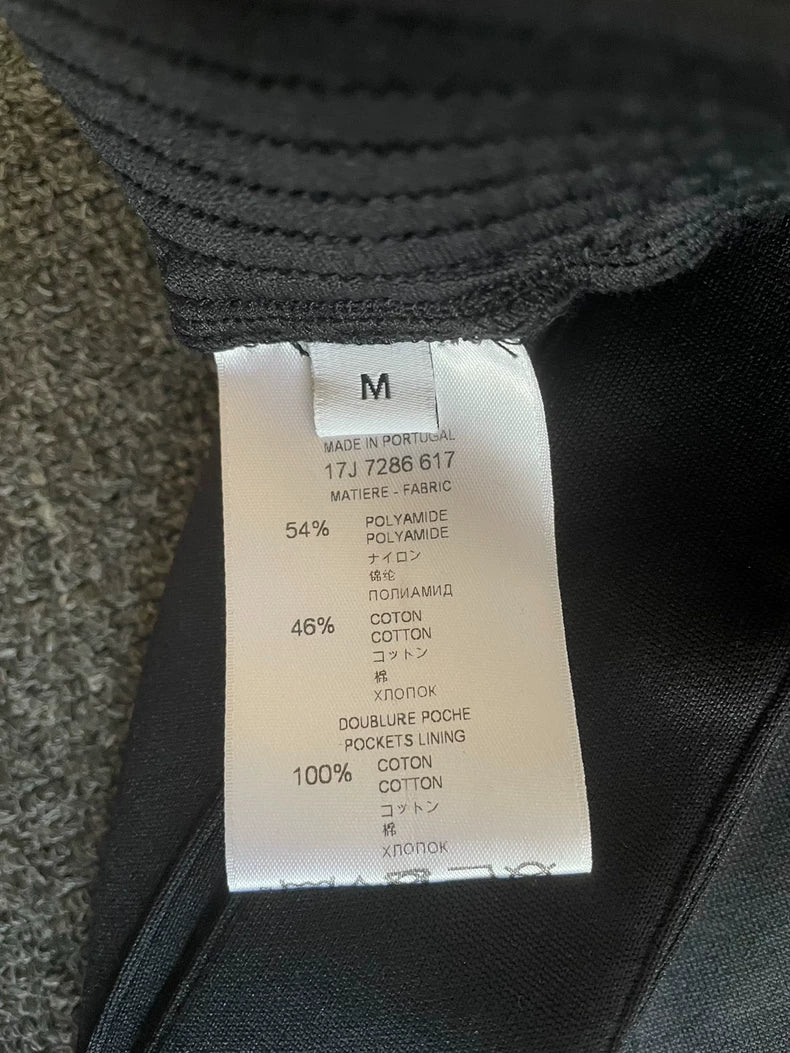 M
MADE IN PORTUGAL
17J 7286 617
MATIERE - FABRIC
54% POLYAMIDE
POLYAMIDE
ナイロン
锦纶
ПОЛИАМИД
46% COTON
COTTON
コットン
棉
ХЛОПОК
DOUBLURE POCHE
POCKETS LINING
100% COTON
COTTON
コットン
棉
ХЛОПОК